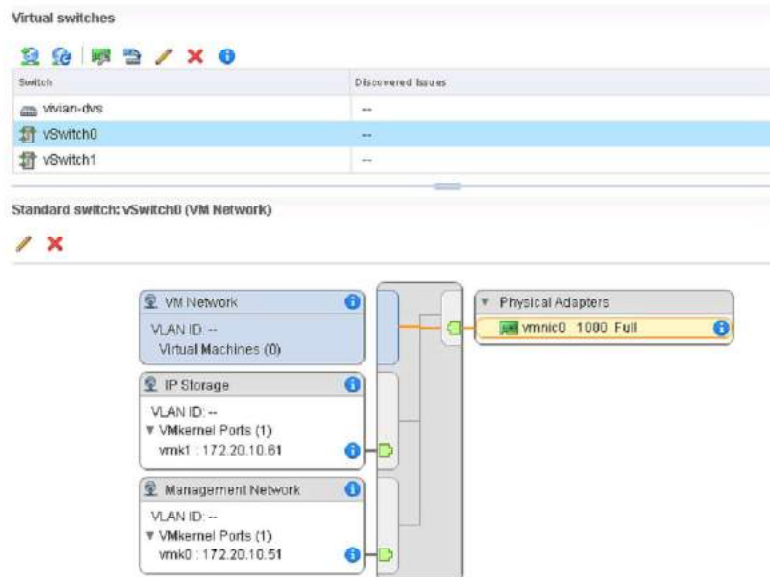 Virtual switches
Switch Discovered Issues
vivian-dvs --
vSwitch0 --
vSwitch1 --
Standard switch: vSwitch0 (VM Network)
VM Network
VLAN ID: --
Virtual Machines (0)
Physical Adapters
vmnic0 1000 Full
IP Storage
VLAN ID: --
VMkernel Ports (1)
vmk1 : 172.20.10.61
Management Network
VLAN ID: --
VMkernel Ports (1)
vmk0 : 172.20.10.51